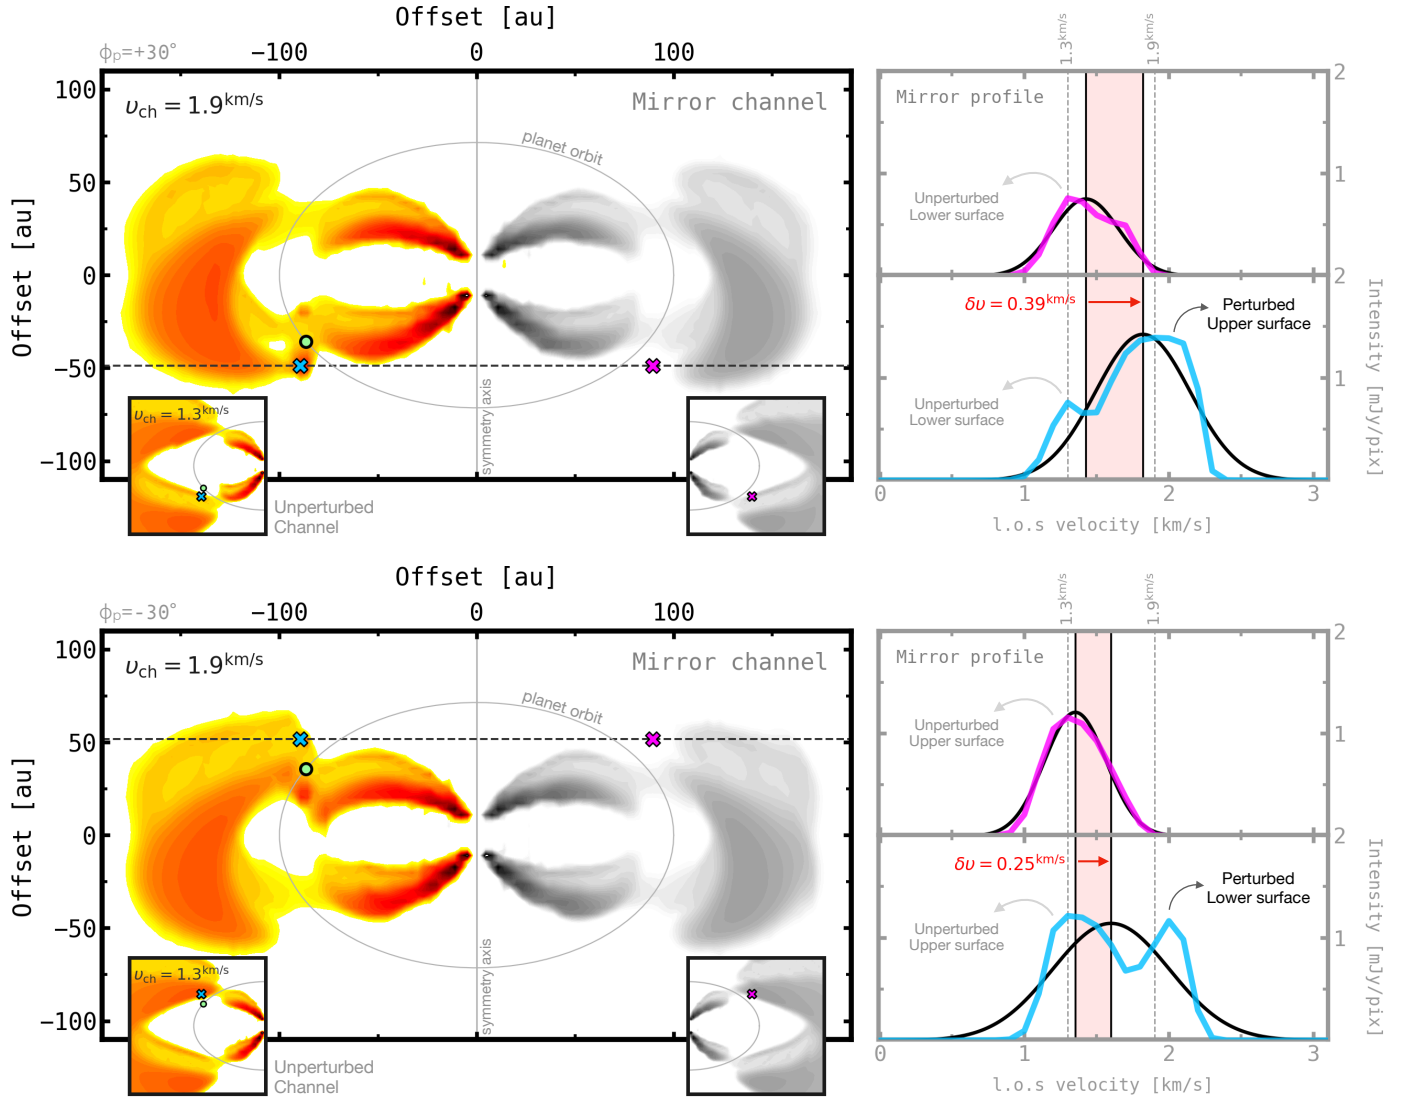 Offset [au]
ϕp=+30°
−100
0
100
υch = 1.9km/s
Mirror channel
planet orbit
symmetry axis
100
50
0
−50
−100
Offset [au]
υch = 1.3km/s
Unperturbed
Channel
1.3km/s
1.9km/s
Mirror profile
Unperturbed
Lower surface
2
1
2
1
δυ = 0.39km/s
Perturbed
Upper surface
Unperturbed
Lower surface
Intensity [mJy/pix]
0
1
2
3
l.o.s velocity [km/s]
Offset [au]
ϕp=-30°
−100
0
100
υch = 1.9km/s
Mirror channel
planet orbit
symmetry axis
100
50
0
−50
−100
Offset [au]
υch = 1.3km/s
Unperturbed
Channel
1.3km/s
1.9km/s
Mirror profile
Unperturbed
Upper surface
2
1
2
1
δυ = 0.25km/s
Perturbed
Lower surface
Unperturbed
Upper surface
Intensity [mJy/pix]
0
1
2
3
l.o.s velocity [km/s]